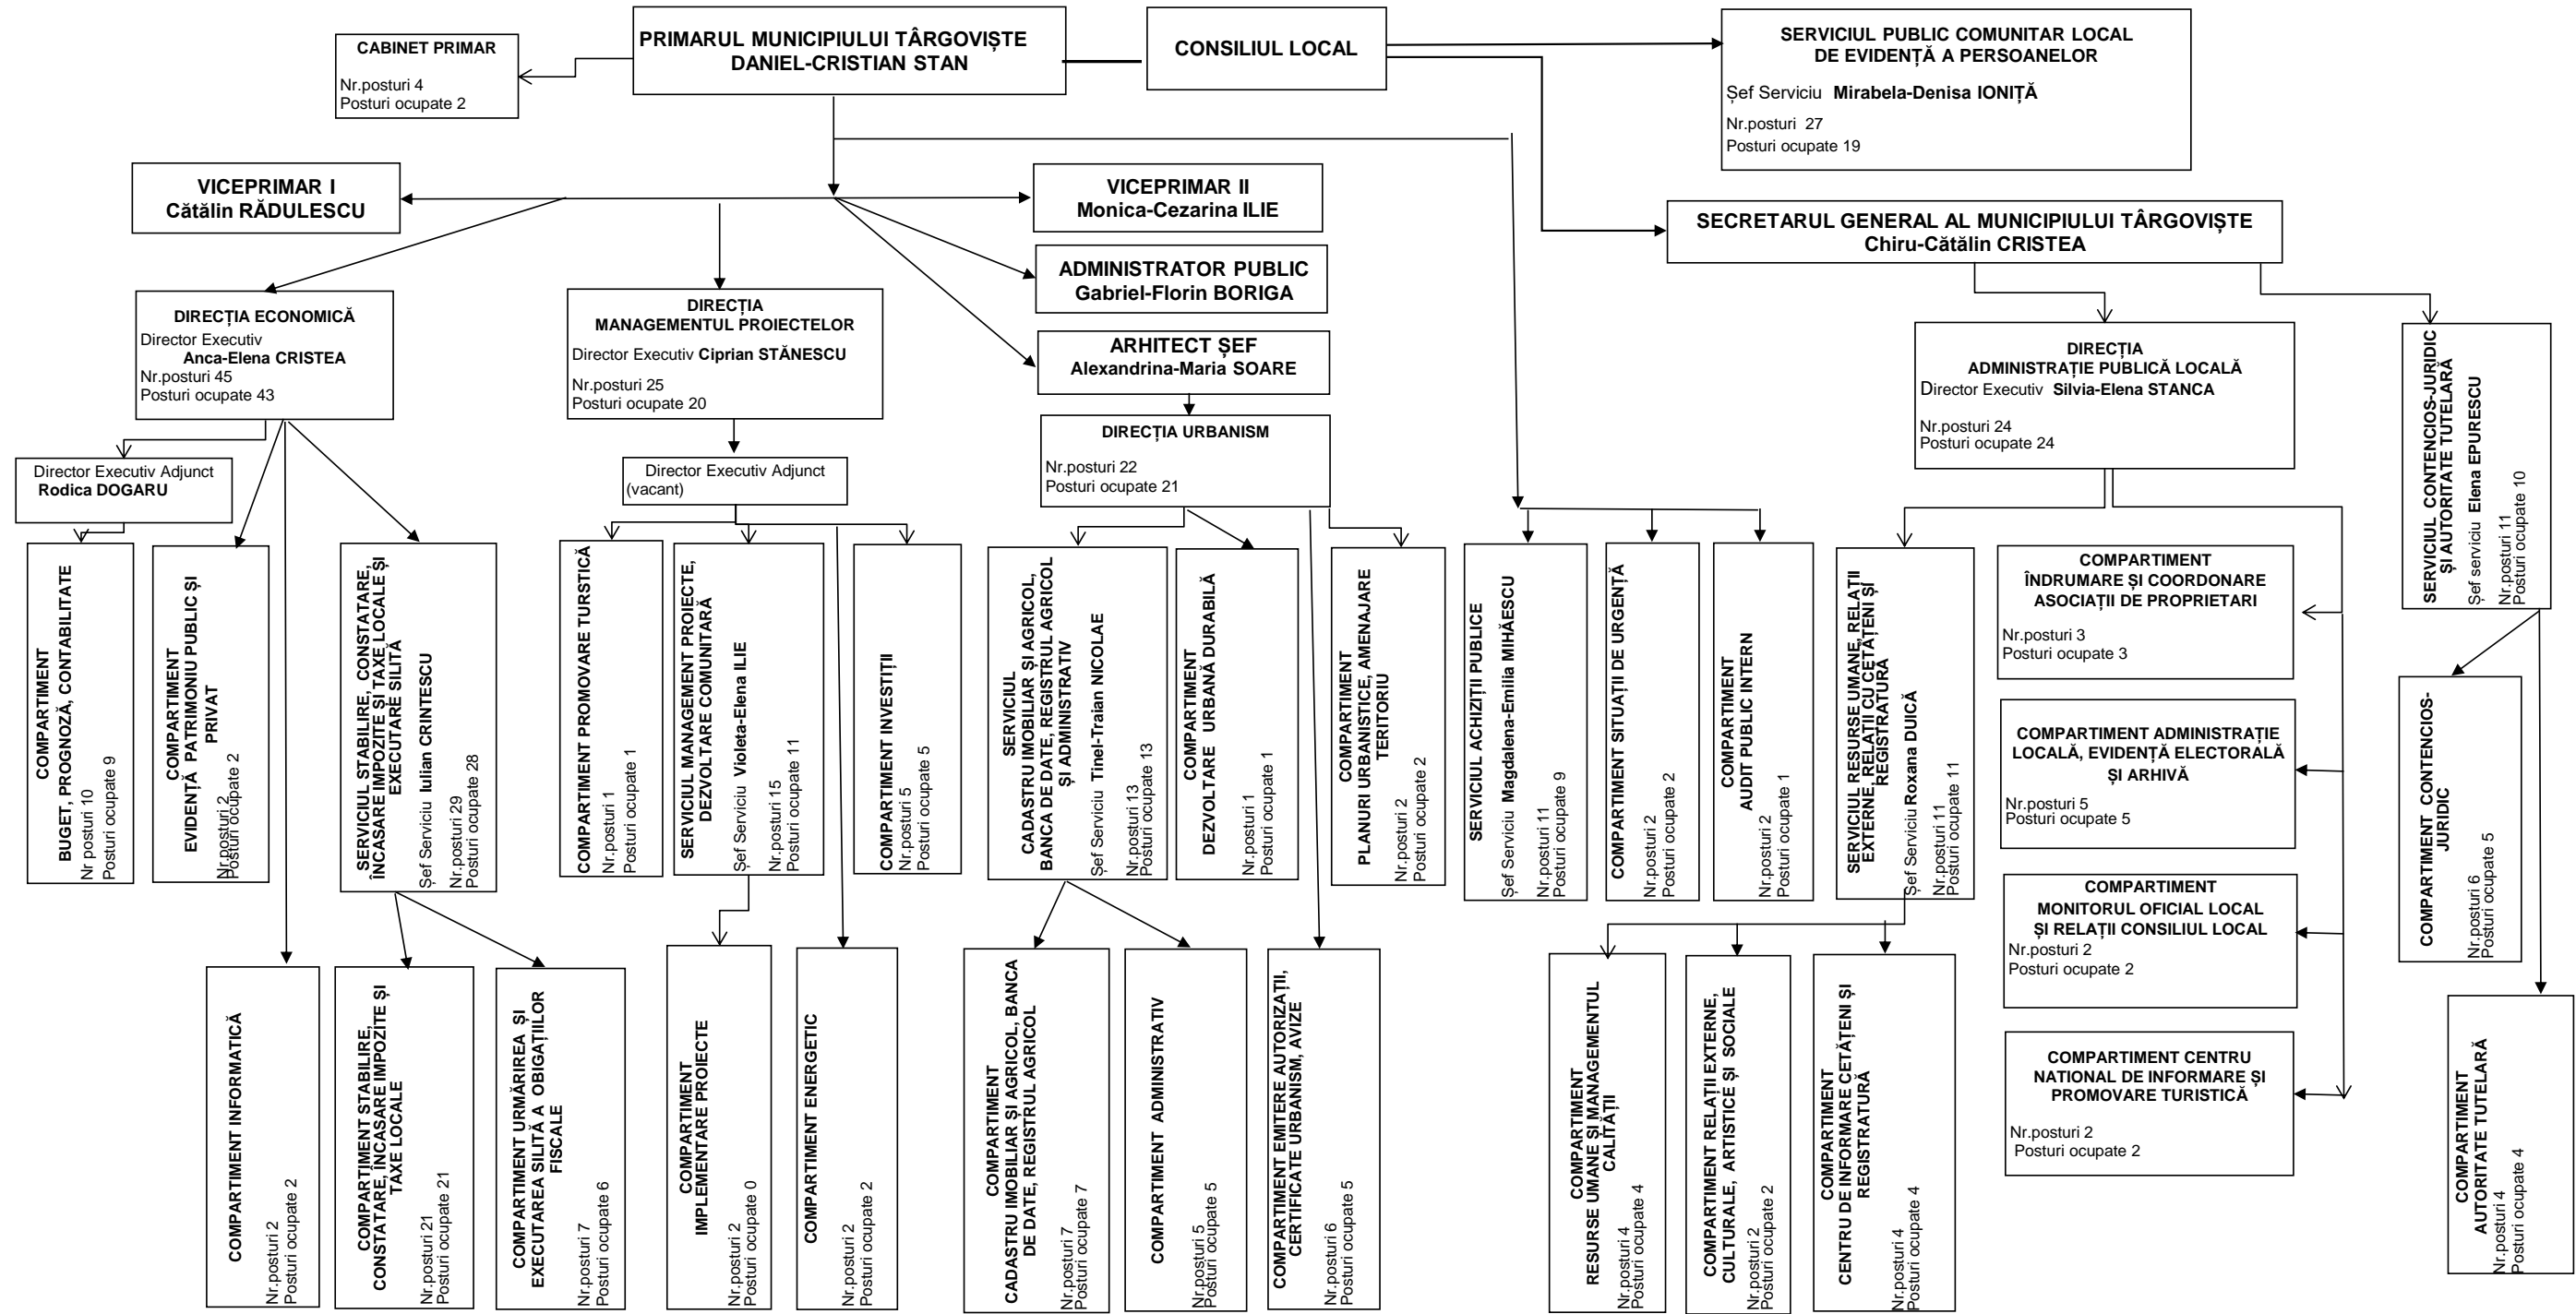 CABINET PRIMAR
Nr.posturi 4
Posturi ocupate 2
PRIMARUL MUNICIPIULUI TÂRGOVIȘTE
DANIEL-CRISTIAN STAN
CONSILIUL LOCAL
SERVICIUL PUBLIC COMUNITAR LOCAL
DE EVIDENȚĂ A PERSOANELOR
Șef Serviciu Mirabela-Denisa IONIȚĂ
Nr.posturi 27
Posturi ocupate 19
VICEPRIMAR I
Cătălin RĂDULESCU
VICEPRIMAR II
Monica-Cezarina ILIE
SECRETARUL GENERAL AL MUNICIPIULUI TÂRGOVIȘTE
Chiru-Cătălin CRISTEA
ADMINISTRATOR PUBLIC
Gabriel-Florin BORIGA
DIRECȚIA ECONOMICĂ
Director Executiv
Anca-Elena CRISTEA
Nr.posturi 45
Posturi ocupate 43
DIRECȚIA
MANAGEMENTUL PROIECTELOR
Director Executiv Ciprian STĂNESCU
Nr.posturi 25
Posturi ocupate 20
ARHITECT ȘEF
Alexandrina-Maria SOARE
DIRECȚIA
ADMINISTRAȚIE PUBLICĂ LOCALĂ
Director Executiv Silvia-Elena STANCA
Nr.posturi 24
Posturi ocupate 24
SERVICIUL CONTENCIOS-JURIDIC
ȘI AUTORITATE TUTELARĂ
Șef serviciu Elena EPURESCU
Nr.posturi 11
Posturi ocupate 10
Director Executiv Adjunct
Rodica DOGARU
Director Executiv Adjunct
(vacant)
DIRECȚIA URBANISM
Nr.posturi 22
Posturi ocupate 21
COMPARTIMENT
BUGET, PROGNOZĂ, CONTABILITATE
Nr posturi 10
Posturi ocupate 9
COMPARTIMENT
EVIDENȚĂ PATRIMONIU PUBLIC ȘI
PRIVAT
Nr.posturi 2
Posturi ocupate 2
SERVICIUL STABILIRE, CONSTATARE,
ÎNCASARE IMPOZITE ȘI TAXE LOCALE ȘI
EXECUTARE SILITĂ
Șef Serviciu Iulian CRINTESCU
Nr.posturi 29
Posturi ocupate 28
COMPARTIMENT PROMOVARE TURSTICĂ
Nr.posturi 1
Posturi ocupate 1
SERVICIUL MANAGEMENT PROIECTE,
DEZVOLTARE COMUNITARĂ
Șef Serviciu Violeta-Elena ILIE
Nr.posturi 15
Posturi ocupate 11
COMPARTIMENT INVESTIȚII
Nr.posturi 5
Posturi ocupate 5
SERVICIUL
CADASTRU IMOBILIAR ȘI AGRICOL,
BANCA DE DATE, REGISTRUL AGRICOL
ȘI ADMINISTRATIV
Șef Serviciu Tinel-Traian NICOLAE
Nr.posturi 13
Posturi ocupate 13
COMPARTIMENT
DEZVOLTARE URBANĂ DURABILĂ
Nr.posturi 1
Posturi ocupate 1
COMPARTIMENT
PLANURI URBANISTICE, AMENAJARE
TERITORIU
Nr.posturi 2
Posturi ocupate 2
SERVICIUL ACHIZIȚII PUBLICE
Șef Serviciu Magdalena-Emilia MIHĂESCU
Nr.posturi 11
Posturi ocupate 9
COMPARTIMENT SITUAȚII DE URGENȚĂ
Nr.posturi 2
Posturi ocupate 2
COMPARTIMENT
AUDIT PUBLIC INTERN
Nr.posturi 2
Posturi ocupate 1
SERVICIUL RESURSE UMANE, RELAȚII
EXTERNE, RELAȚII CU CETĂȚENI ȘI
REGISTRATURĂ
Șef Serviciu Roxana DUICĂ
Nr.posturi 11
Posturi ocupate 11
COMPARTIMENT
ÎNDRUMARE ȘI COORDONARE
ASOCIAȚII DE PROPRIETARI
Nr.posturi 3
Posturi ocupate 3
COMPARTIMENT ADMINISTRAȚIE
LOCALĂ, EVIDENȚĂ ELECTORALĂ
ȘI ARHIVĂ
Nr.posturi 5
Posturi ocupate 5
COMPARTIMENT
MONITORUL OFICIAL LOCAL
ȘI RELAȚII CONSILIUL LOCAL
Nr.posturi 2
Posturi ocupate 2
COMPARTIMENT CENTRU
NATIONAL DE INFORMARE ȘI
PROMOVARE TURISTICĂ
Nr.posturi 2
Posturi ocupate 2
COMPARTIMENT CONTENCIOS-
JURIDIC
Nr.posturi 6
Posturi ocupate 5
COMPARTIMENT
AUTORITATE TUTELARĂ
Nr.posturi 4
Posturi ocupate 4
COMPARTIMENT INFORMATICĂ
Nr.posturi 2
Posturi ocupate 2
COMPARTIMENT STABILIRE,
CONSTATARE, ÎNCASARE IMPOZITE ȘI
TAXE LOCALE
Nr.posturi 21
Posturi ocupate 21
COMPARTIMENT URMĂRIREA ȘI
EXECUTAREA SILITĂ A OBIGAȚIILOR
FISCALE
Nr.posturi 7
Posturi ocupate 6
COMPARTIMENT
IMPLEMENTARE PROIECTE
Nr.posturi 2
Posturi ocupate 0
COMPARTIMENT ENERGETIC
Nr.posturi 2
Posturi ocupate 2
COMPARTIMENT
CADASTRU IMOBILIAR ȘI AGRICOL, BANCA
DE DATE, REGISTRUL AGRICOL
Nr.posturi 7
Posturi ocupate 7
COMPARTIMENT ADMINISTRATIV
Nr.posturi 5
Posturi ocupate 5
COMPARTIMENT EMITERE AUTORIZAȚII,
CERTIFICATE URBANISM, AVIZE
Nr.posturi 6
Posturi ocupate 5
COMPARTIMENT
RESURSE UMANE ȘI MANAGEMENTUL
CALITĂȚII
Nr.posturi 4
Posturi ocupate 4
COMPARTIMENT RELAȚII EXTERNE,
CULTURALE, ARTISTICE ȘI SOCIALE
Nr.posturi 2
Posturi ocupate 2
COMPARTIMENT
CENTRU DE INFORMARE CETĂȚENI ȘI
REGISTRATURĂ
Nr.posturi 4
Posturi ocupate 4